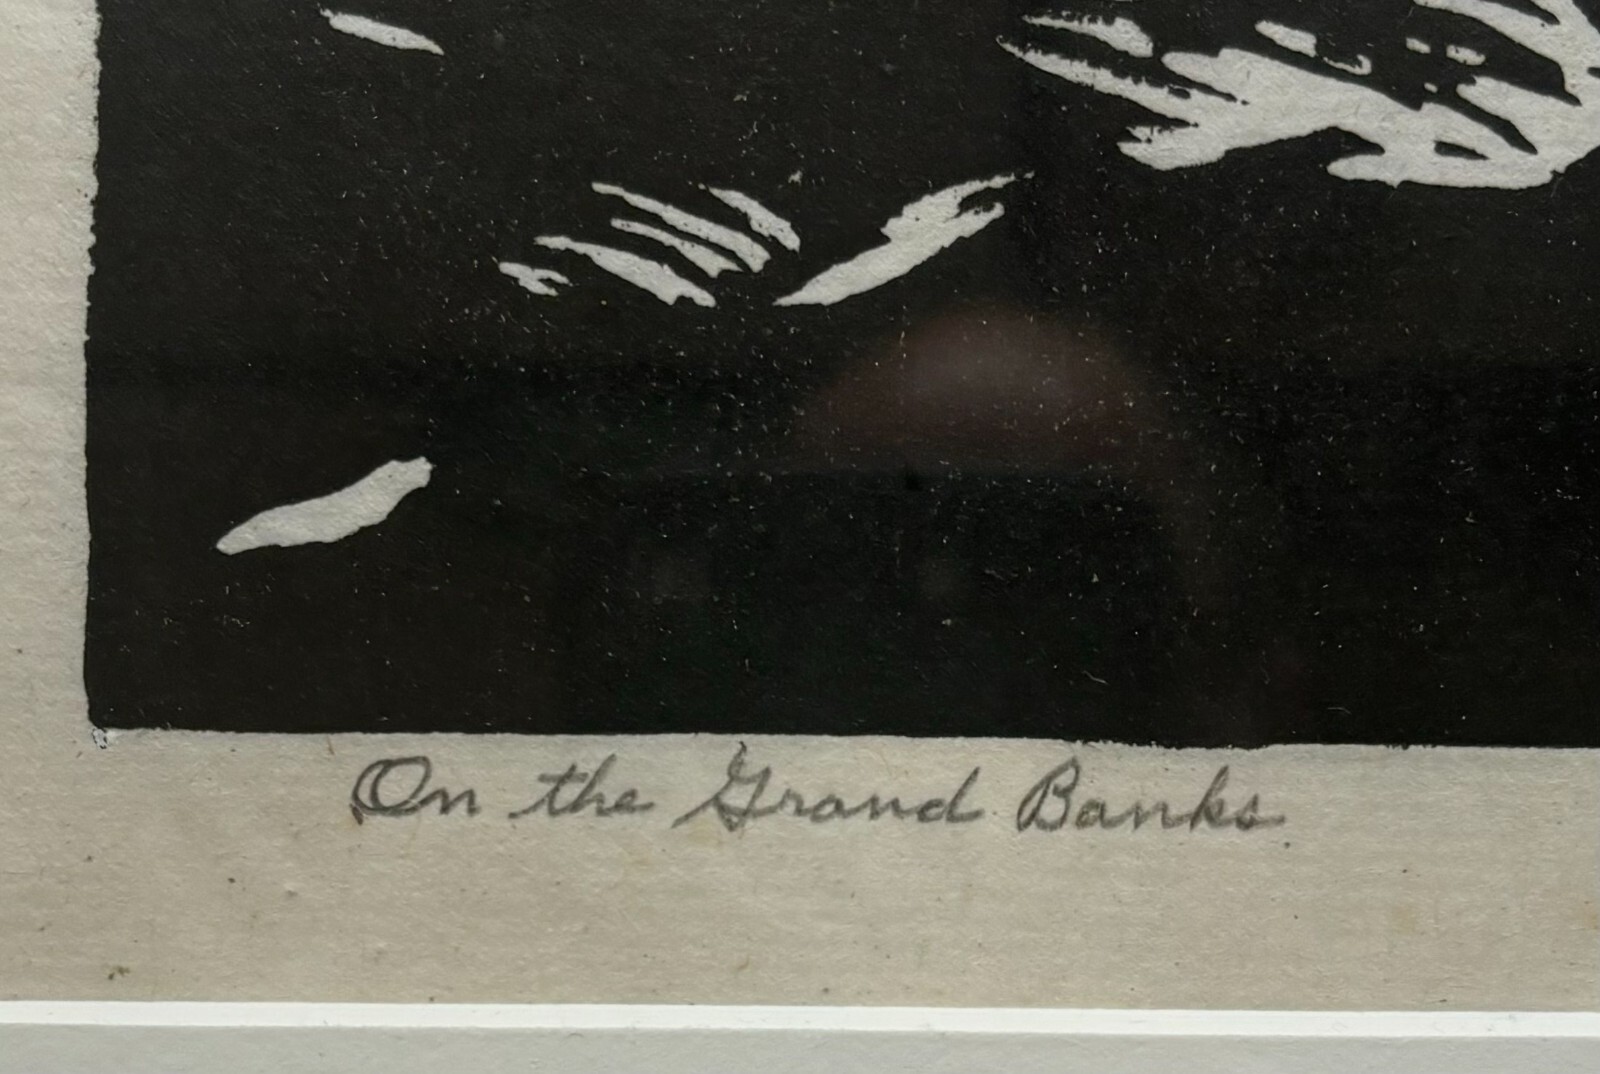 On the Grand Banks